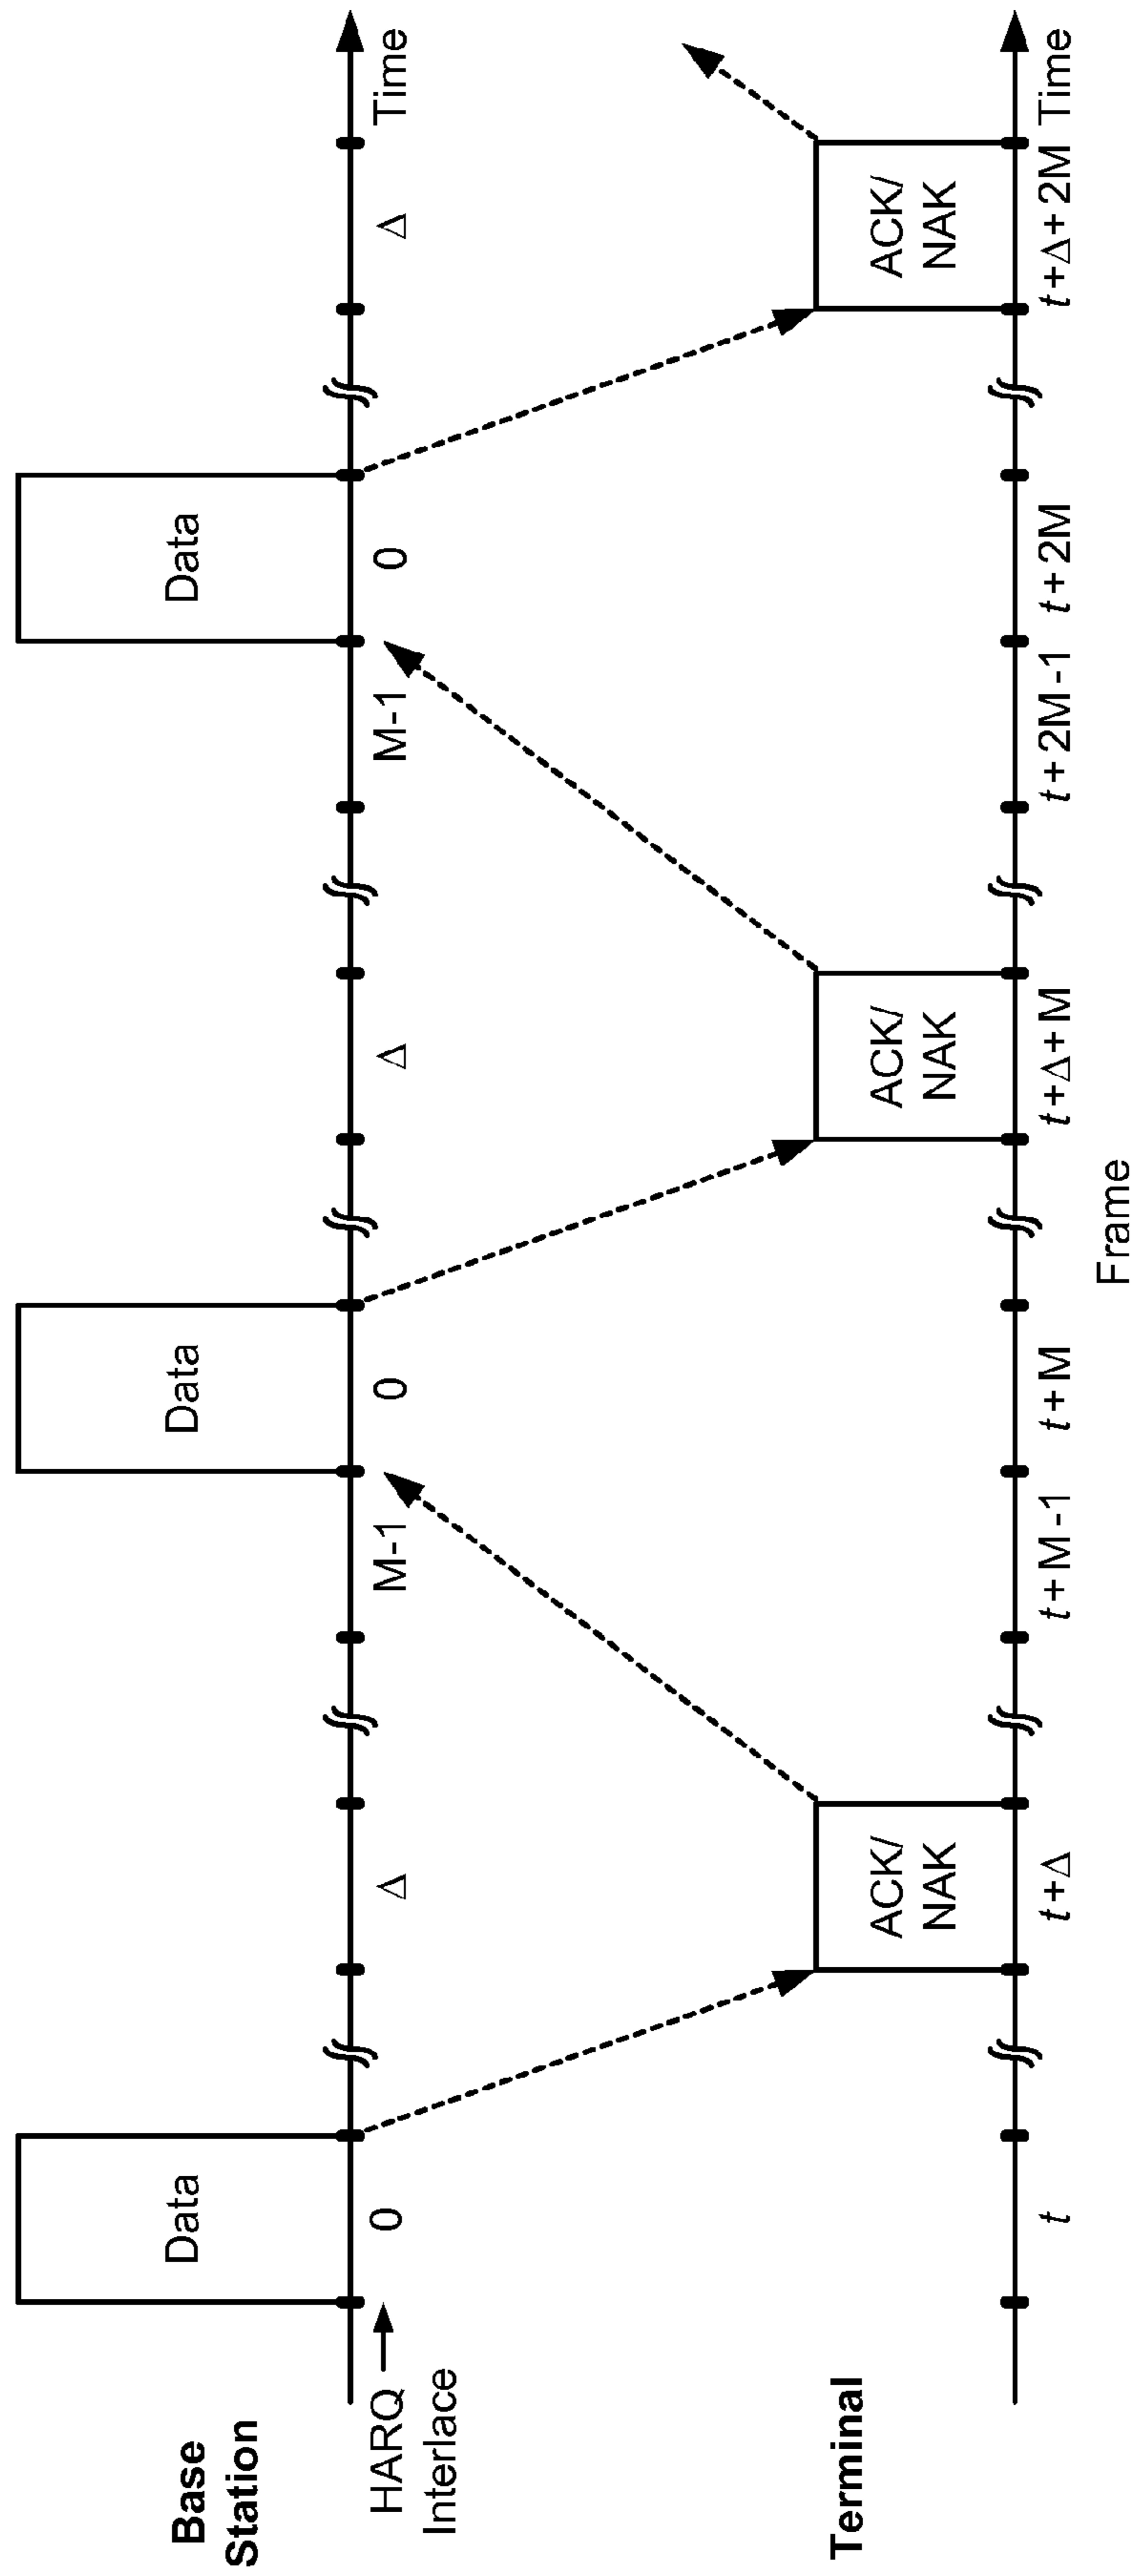 Base
Station
Data
Data
Data
HARQ
Interlace
0
Δ
M-1
0
Δ
M-1
0
Δ
Time
Terminal
ACK/
NAK
ACK/
NAK
ACK/
NAK
t
t+Δ
t+M-1
t+M
t+Δ+M
t+2M-1
t+2M
t+Δ+2M
Time
Frame